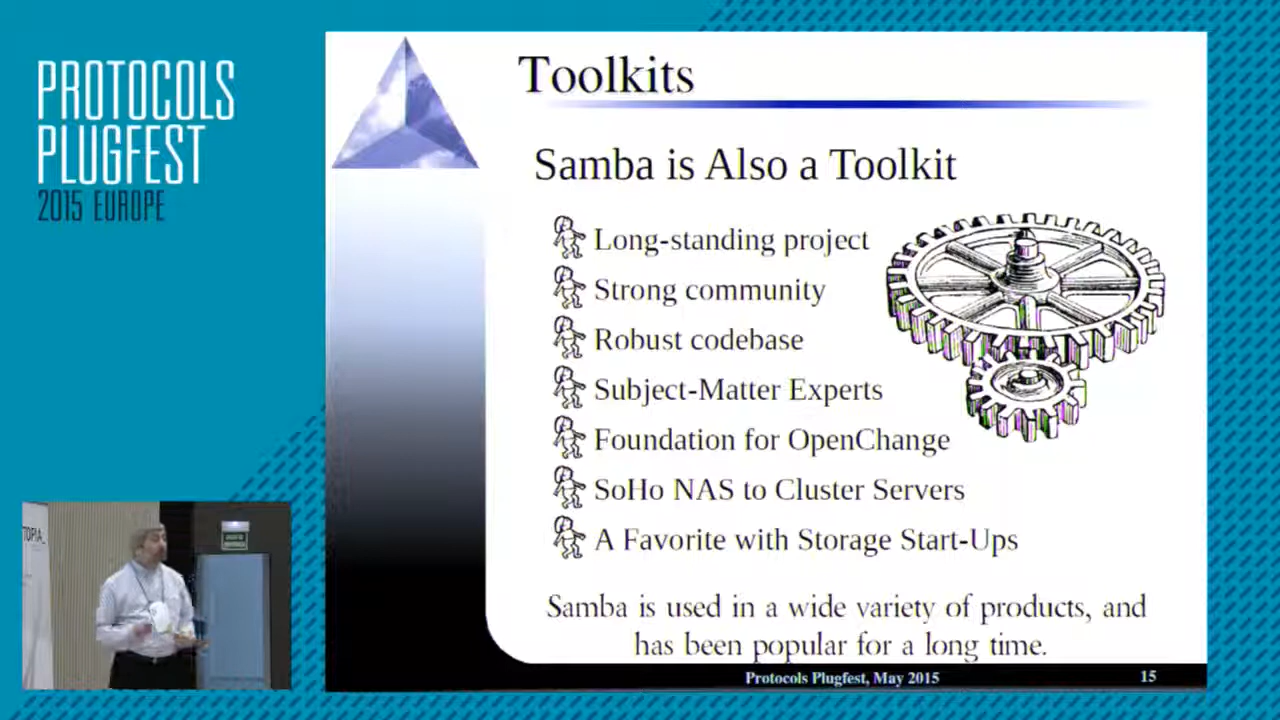 PROTOCOLS
PLUGFEST
2015 EUROPE
Toolkits
Samba is Also a Toolkit
Long-standing project
Strong community
Robust codebase
Subject-Matter Experts
Foundation for OpenChange
SoHo NAS to Cluster Servers
A Favorite with Storage Start-Ups
Samba is used in a wide variety of products, and
has been popular for a long time.
Protocols Plugfest, May 2015
15
TOPIA_